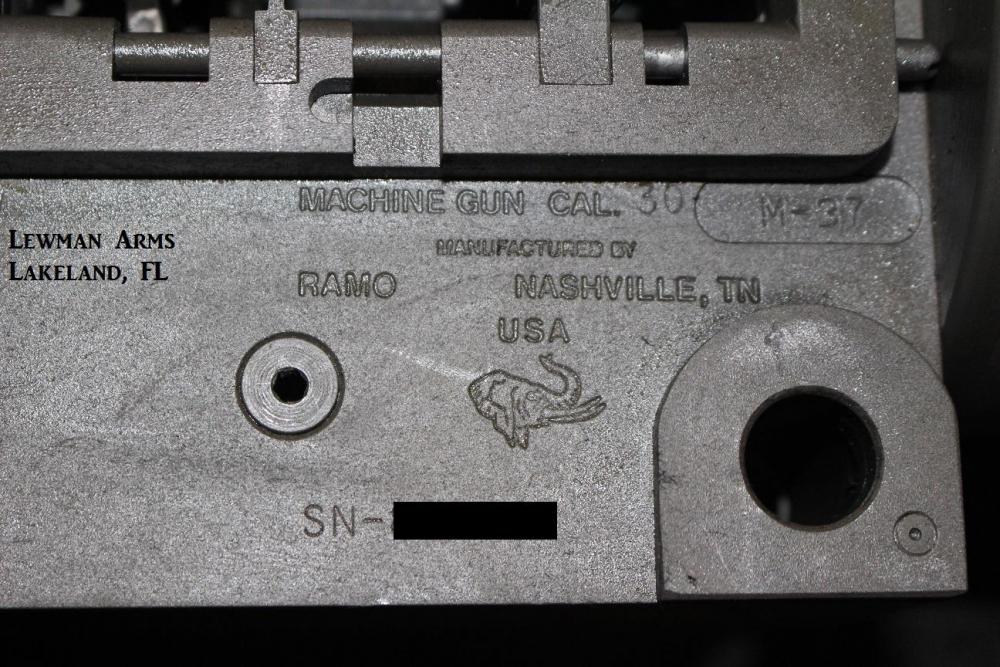 MACHINE GUN CAL. 30 M-37
LEWMAN ARMS
LAKELAND, FL
MANUFACTURED BY
RAMO NASHVILLE, TN
USA
SN-